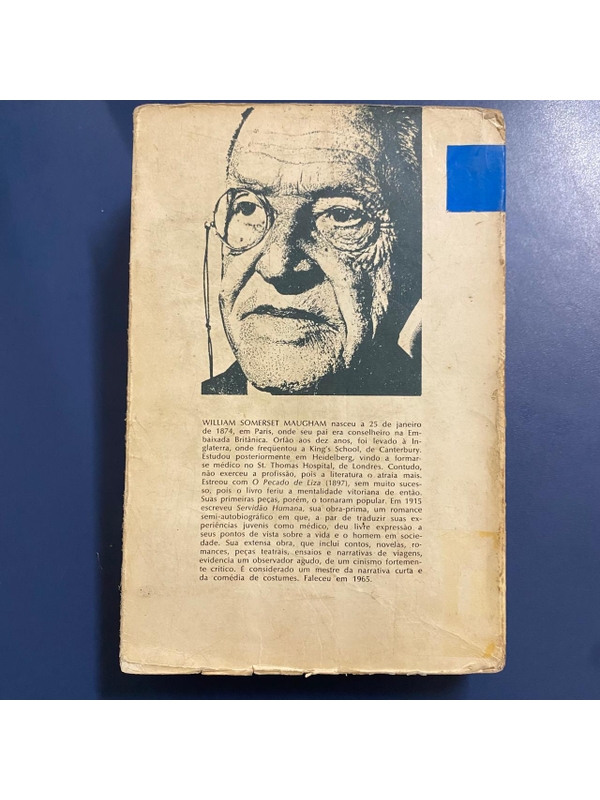 WILLIAM SOMERSET MAUGHAM nasceu a 25 de janeiro
de 1874, em Paris, onde seu pai era conselheiro na Em-
baixada Britânica. Órfão aos dez anos, foi levado à In-
glaterra, onde freqüentou a King's School, de Canterbury.
Estudou posteriormente em Heidelberg, vindo a formar-
se médico no St. Thomas Hospital, de Londres. Contudo,
não exerceu a profissão, pois a literatura o atraía mais.
Estreou com O Pecado de Liza (1897), sem muito suces-
so; pois o livro feriu a mentalidade vitoriana de então.
Suas primeiras peças, porém, o tornaram popular. Em 1915
escreveu Servidão Humana, sua obra-prima, um romance
semi-autobiográfico em que, a par de traduzir suas ex-
periências juvenis como médico, deu livre expressão a
seus pontos de vista sobre a vida e o homem em socie-
dade. Sua extensa obra, que inclui contos, novelas, ro-
mances, peças teatrais, ensaios e narrativas de viagens,
evidencia um observador agudo, de um cinismo fortemen-
te crítico. É considerado um mestre da narrativa curta e
da comédia de costumes. Faleceu em 1965.